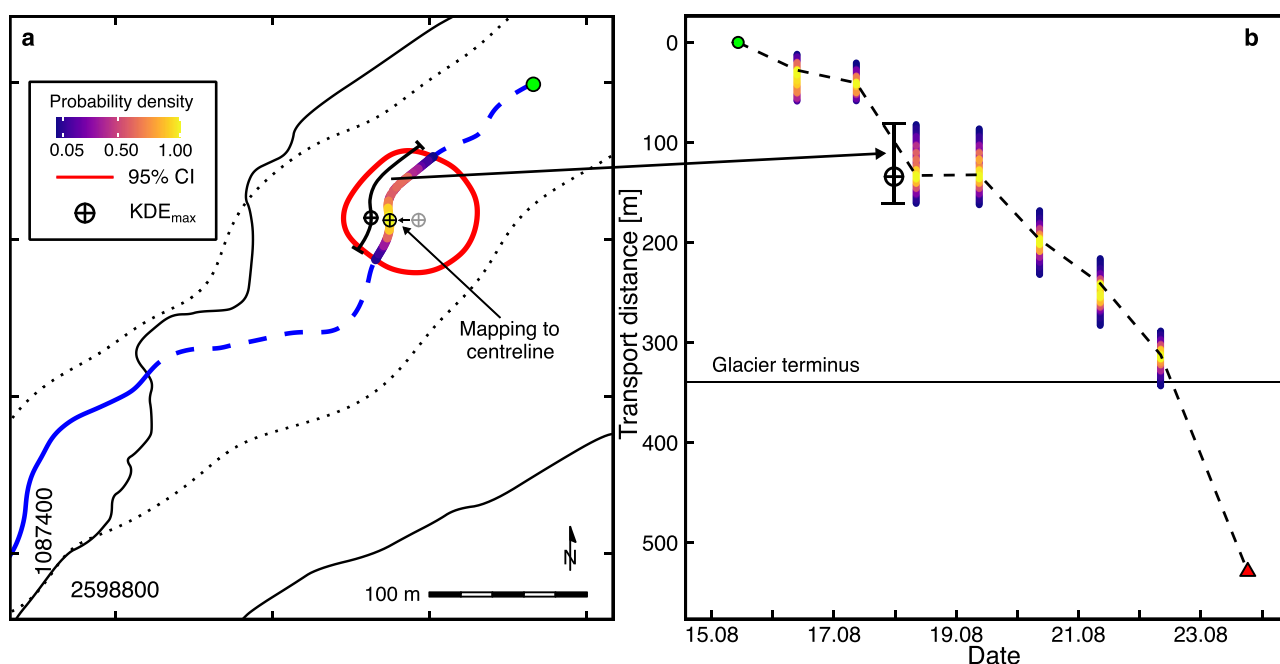 a
Probability density
0.05 0.50 1.00
95% CI
KDEmax
Mapping to
centreline
1087400
2598800
100 m
N
b
Transport distance [m]
0
100
200
300
400
500
Glacier terminus
15.08 17.08 19.08 21.08 23.08
Date